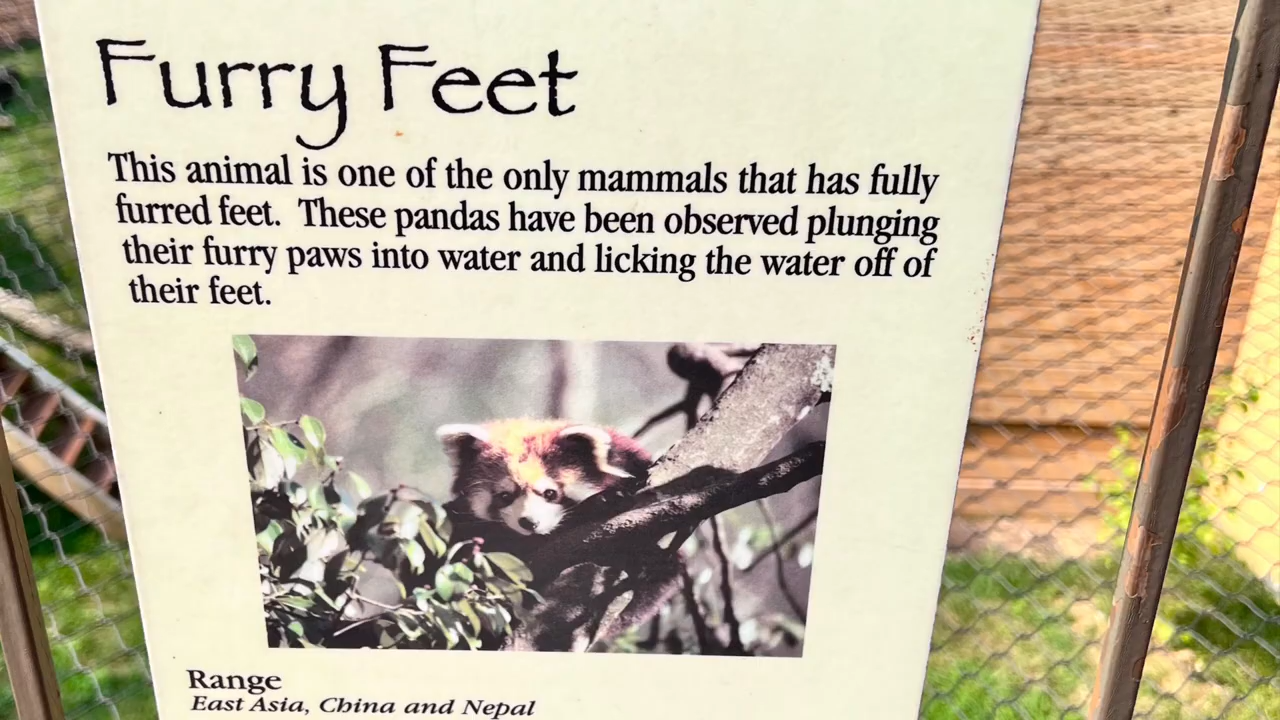 Furry Feet
This animal is one of the only mammals that has fully
furred feet. These pandas have been observed plunging
their furry paws into water and licking the water off of
their feet.
Range
East Asia, China and Nepal